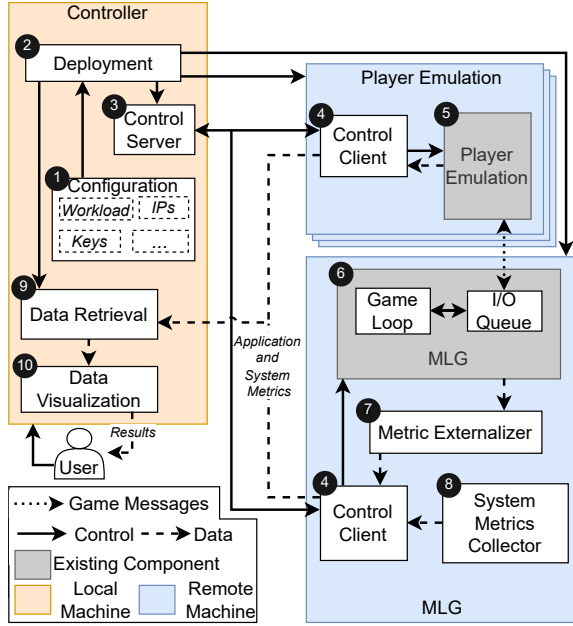 Controller
2
Deployment
3
Control
Server
1
Configuration
Workload
IPs
Keys
...
9
Data Retrieval
10
Data
Visualization
Results
User
Application
and
System
Metrics
Player Emulation
4
Control
Client
5
Player
Emulation
6
Game
Loop
I/O
Queue
MLG
7
Metric Externalizer
4
Control
Client
8
System
Metrics
Collector
MLG
Game Messages
Control
Data
Existing Component
Local
Machine
Remote
Machine